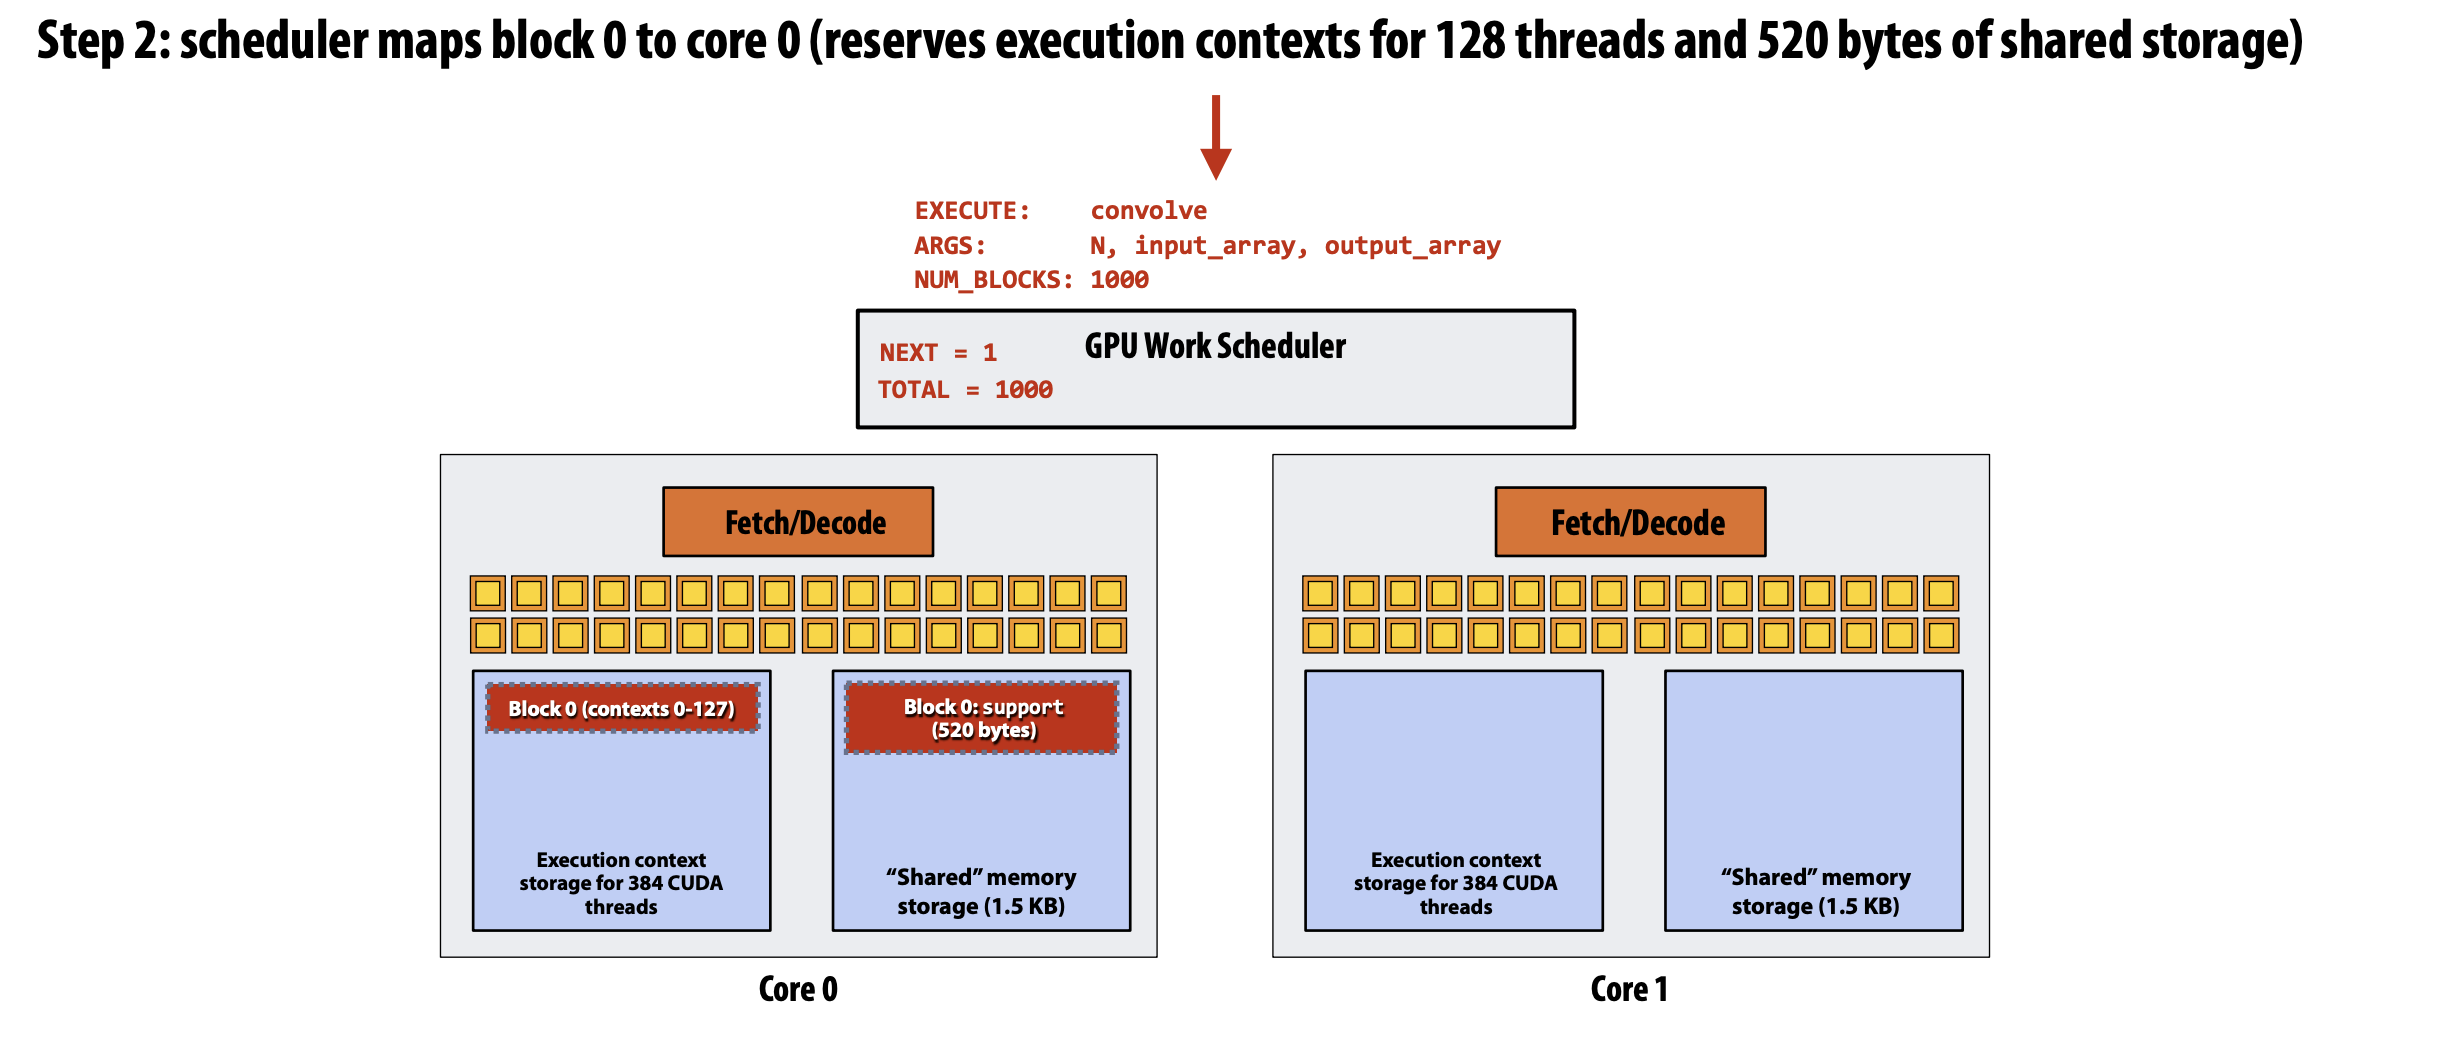 Step 2: scheduler maps block 0 to core 0 (reserves execution contexts for 128 threads and 520 bytes of shared storage)
EXECUTE: convolve
ARGS: N, input_array, output_array
NUM_BLOCKS: 1000
GPU Work Scheduler
NEXT = 1
TOTAL = 1000
Fetch/Decode
Block 0 (contexts 0-127)
Block 0: support
(520 bytes)
Execution context
storage for 384 CUDA
threads
“Shared” memory
storage (1.5 KB)
Core 0
Fetch/Decode
Execution context
storage for 384 CUDA
threads
“Shared” memory
storage (1.5 KB)
Core 1